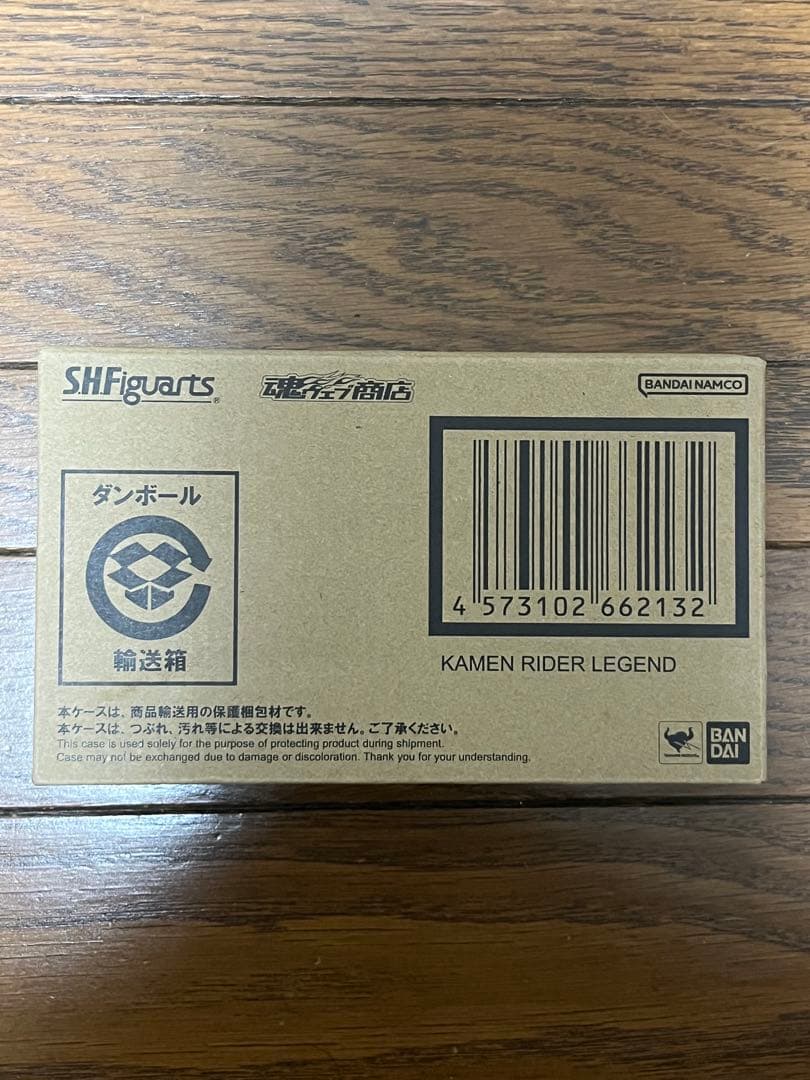 S.H.Figuarts®
魂ウェブ商店
BANDAI NAMCO
ダンボール
輸送箱
4 573102 662132
KAMEN RIDER LEGEND
本ケースは、商品輸送用の保護梱包材です。
本ケースは、つぶれ、汚れ等による交換は出来ません。ご了承ください。
This case is used solely for the purpose of protecting product during shipment.
Case may not be exchanged due to damage or discoloration. Thank you for your understanding.
BAN
DAI